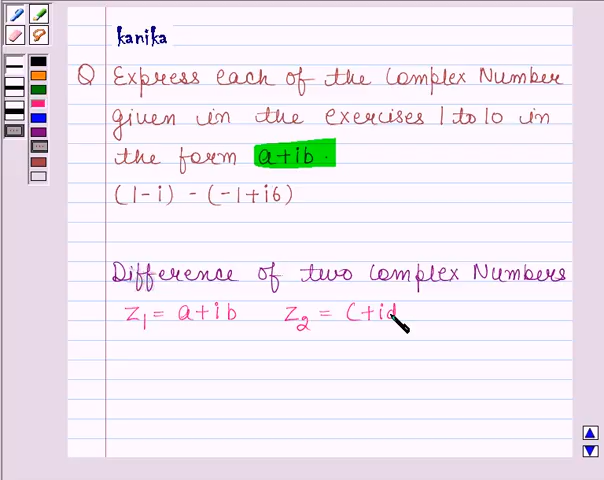 kanika
Q Express each of the Complex Number
given in the exercises 1 to 10 in
the form a+ib.
(1-i) - (-1+i6)
Difference of two Complex Numbers
Z₁ = a+ib Z₂ = C+id